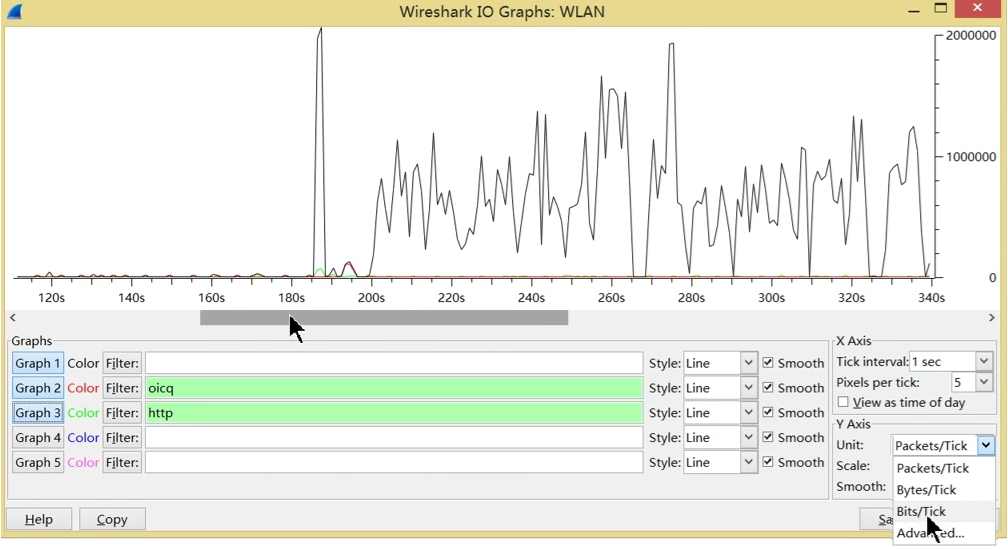 Wireshark IO Graphs: WLAN
2000000
1000000
0
120s 140s 160s 180s 200s 220s 240s 260s 280s 300s 320s 340s
Graphs
Graph 1 Color Filter: Style: Line Smooth
Graph 2 Color Filter: oicq Style: Line Smooth
Graph 3 Color Filter: http Style: Line Smooth
Graph 4 Color Filter: Style: Line Smooth
Graph 5 Color Filter: Style: Line Smooth
X Axis
Tick interval: 1 sec
Pixels per tick: 5
View as time of day
Y Axis
Unit: Packets/Tick
Scale:
Smooth:
Packets/Tick
Bytes/Tick
Bits/Tick
Help Copy